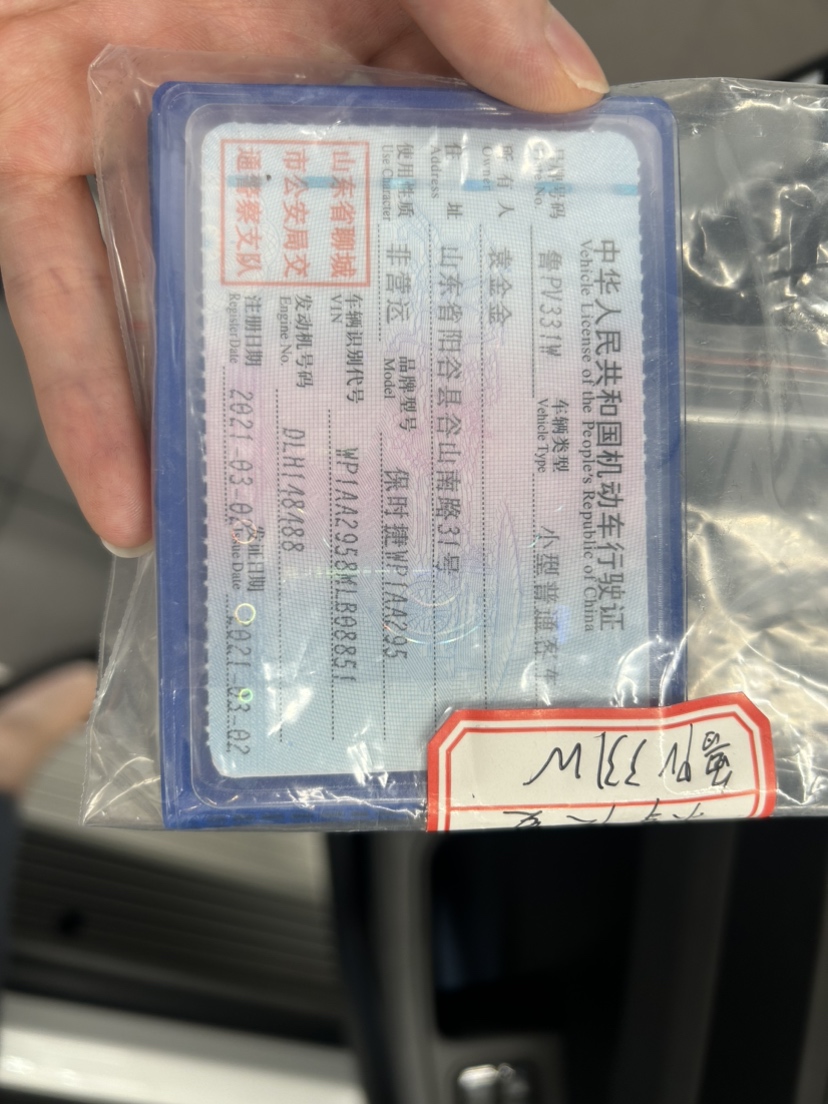 中华人民共和国机动车行驶证
Vehicle License of the People's Republic of China
号牌号码 鲁PV331W 车辆类型 小型普通客车
Plate No. Vehicle Type
所有人 袁金金
Owner
住址 山东省阳谷县谷山南路31号
Address
使用性质 非营运 品牌型号 保时捷WP1AA295
Use Character Model
山东省聊城
市公安局交
通警察支队
车辆识别代号 WP1AA2958MLB08851
VIN
发动机号码 DLH148488
Engine No.
注册日期 2021-03-02 发证日期 2021-03-02
Register Date Issue Date
鲁PV331W